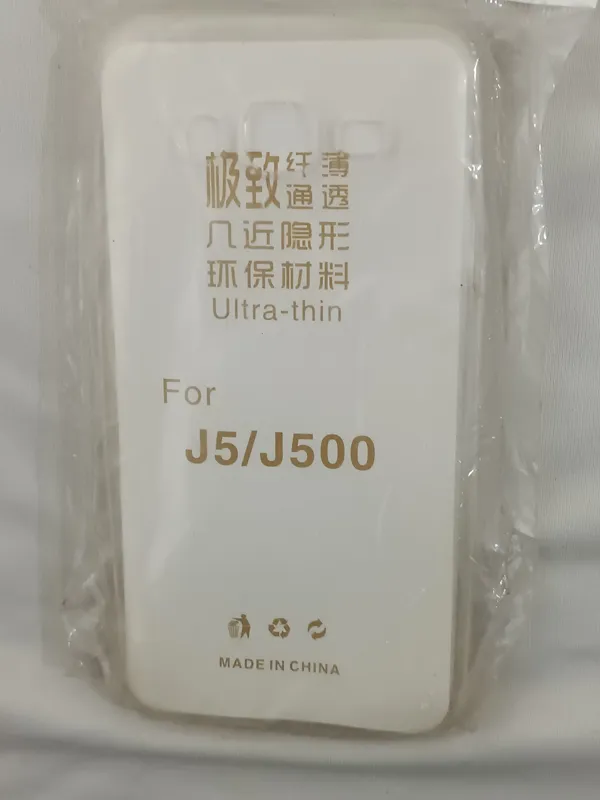 极致纤薄
通透
几近隐形
环保材料
Ultra-thin
For
J5/J500
MADE IN CHINA